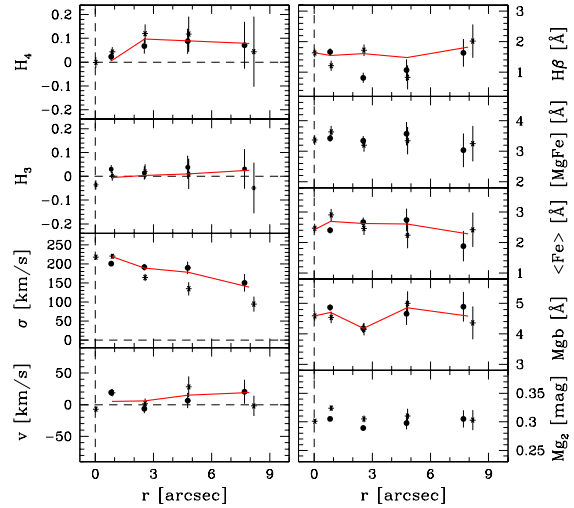 0.2
0.1
0
−0.1
−0.2
H4
0.2
0.1
0
−0.1
−0.2
H3
250
200
150
100
50
0
σ [km/s]
50
0
−50
v [km/s]
0 3 6 9
r [arcsec]
3
2
1
Hβ [Å]
4
3
2
[MgFe] [Å]
3
2
1
<Fe> [Å]
5
4
3
Mgb [Å]
0.35
0.3
0.25
Mg2 [mag]
0 3 6 9
r [arcsec]